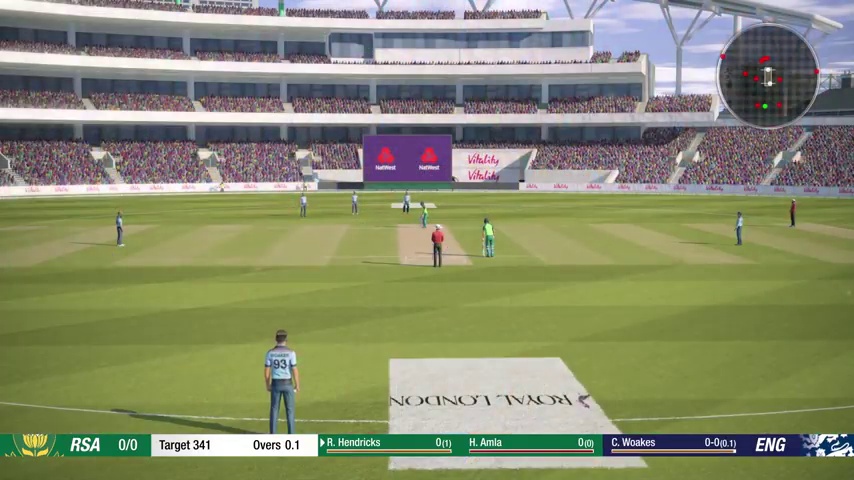 NatWest NatWest
Vitality
Vitality
93
ROYAL LONDON
RSA 0/0 Target 341 Overs 0.1 R. Hendricks 0(1) H. Amla 0(0) C. Woakes 0-0(0.1) ENG